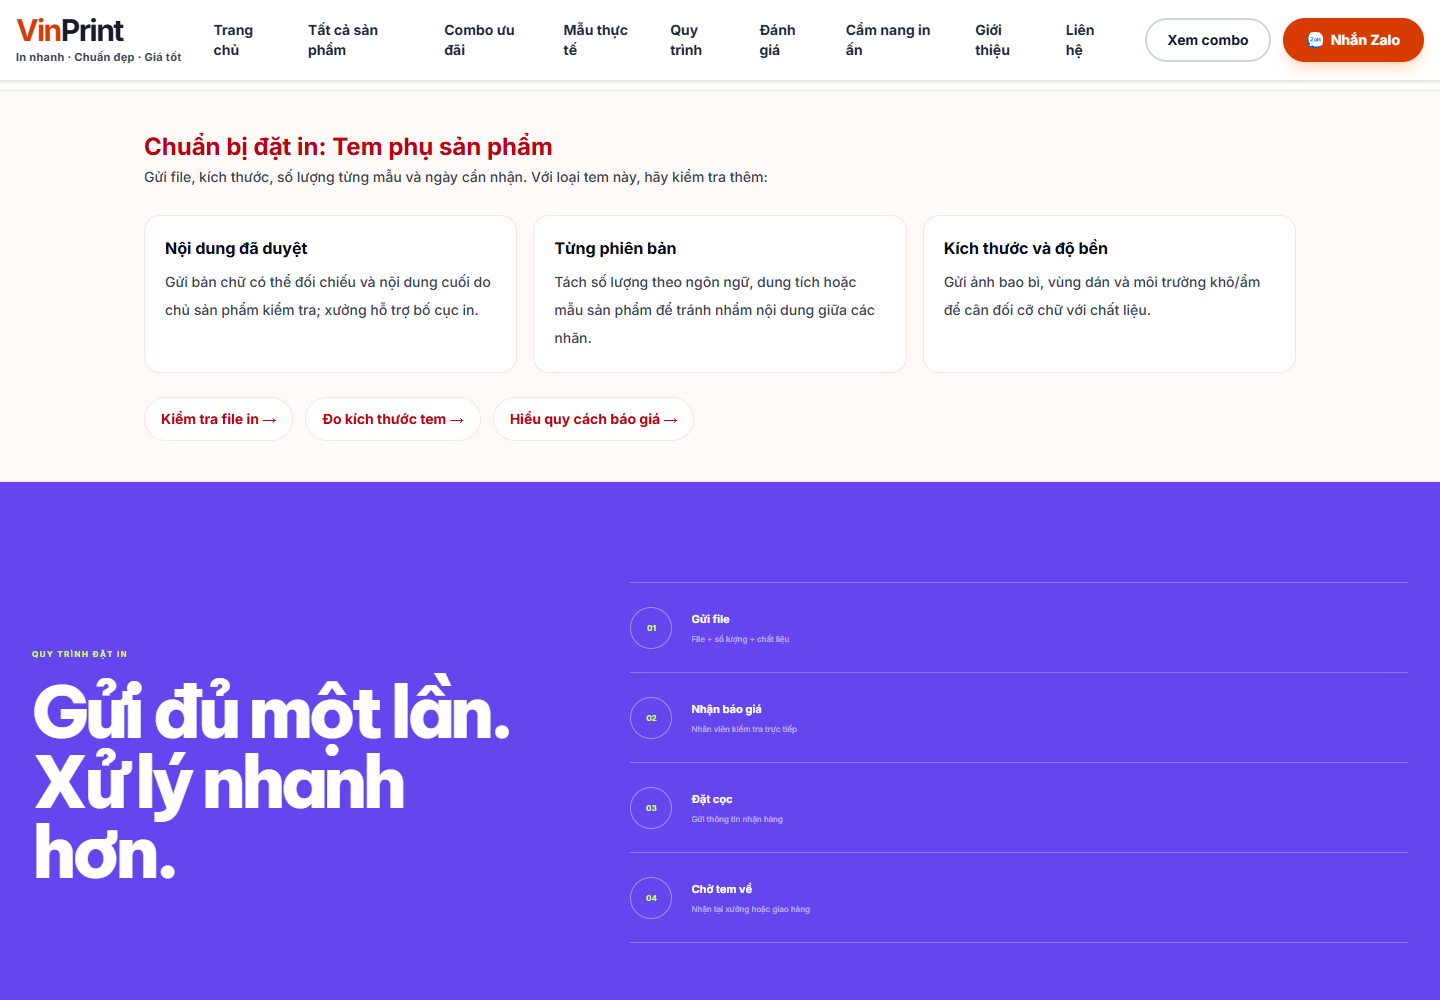 VinPrint
In nhanh · Chuẩn đẹp · Giá tốt
Trang
chủ
Tất cả sản
phẩm
Combo ưu
đãi
Mẫu thực
tế
Quy
trình
Đánh
giá
Cẩm nang in
ấn
Giới
thiệu
Liên
hệ
Xem combo
Zalo
Nhắn Zalo
Chuẩn bị đặt in: Tem phụ sản phẩm
Gửi file, kích thước, số lượng từng mẫu và ngày cần nhận. Với loại tem này, hãy kiểm tra thêm:
Nội dung đã duyệt
Gửi bản chữ có thể đối chiếu và nội dung cuối do
chủ sản phẩm kiểm tra; xưởng hỗ trợ bố cục in.
Từng phiên bản
Tách số lượng theo ngôn ngữ, dung tích hoặc
mẫu sản phẩm để tránh nhầm nội dung giữa các
nhãn.
Kích thước và độ bền
Gửi ảnh bao bì, vùng dán và môi trường khô/ẩm
để cân đối cỡ chữ với chất liệu.
Kiểm tra file in →
Đo kích thước tem →
Hiểu quy cách báo giá →
QUY TRÌNH ĐẶT IN
Gửi đủ một lần.
Xử lý nhanh
hơn.
01
Gửi file
File + số lượng + chất liệu
02
Nhận báo giá
Nhân viên kiểm tra trực tiếp
03
Đặt cọc
Gửi thông tin nhận hàng
04
Chờ tem về
Nhận tại xưởng hoặc giao hàng